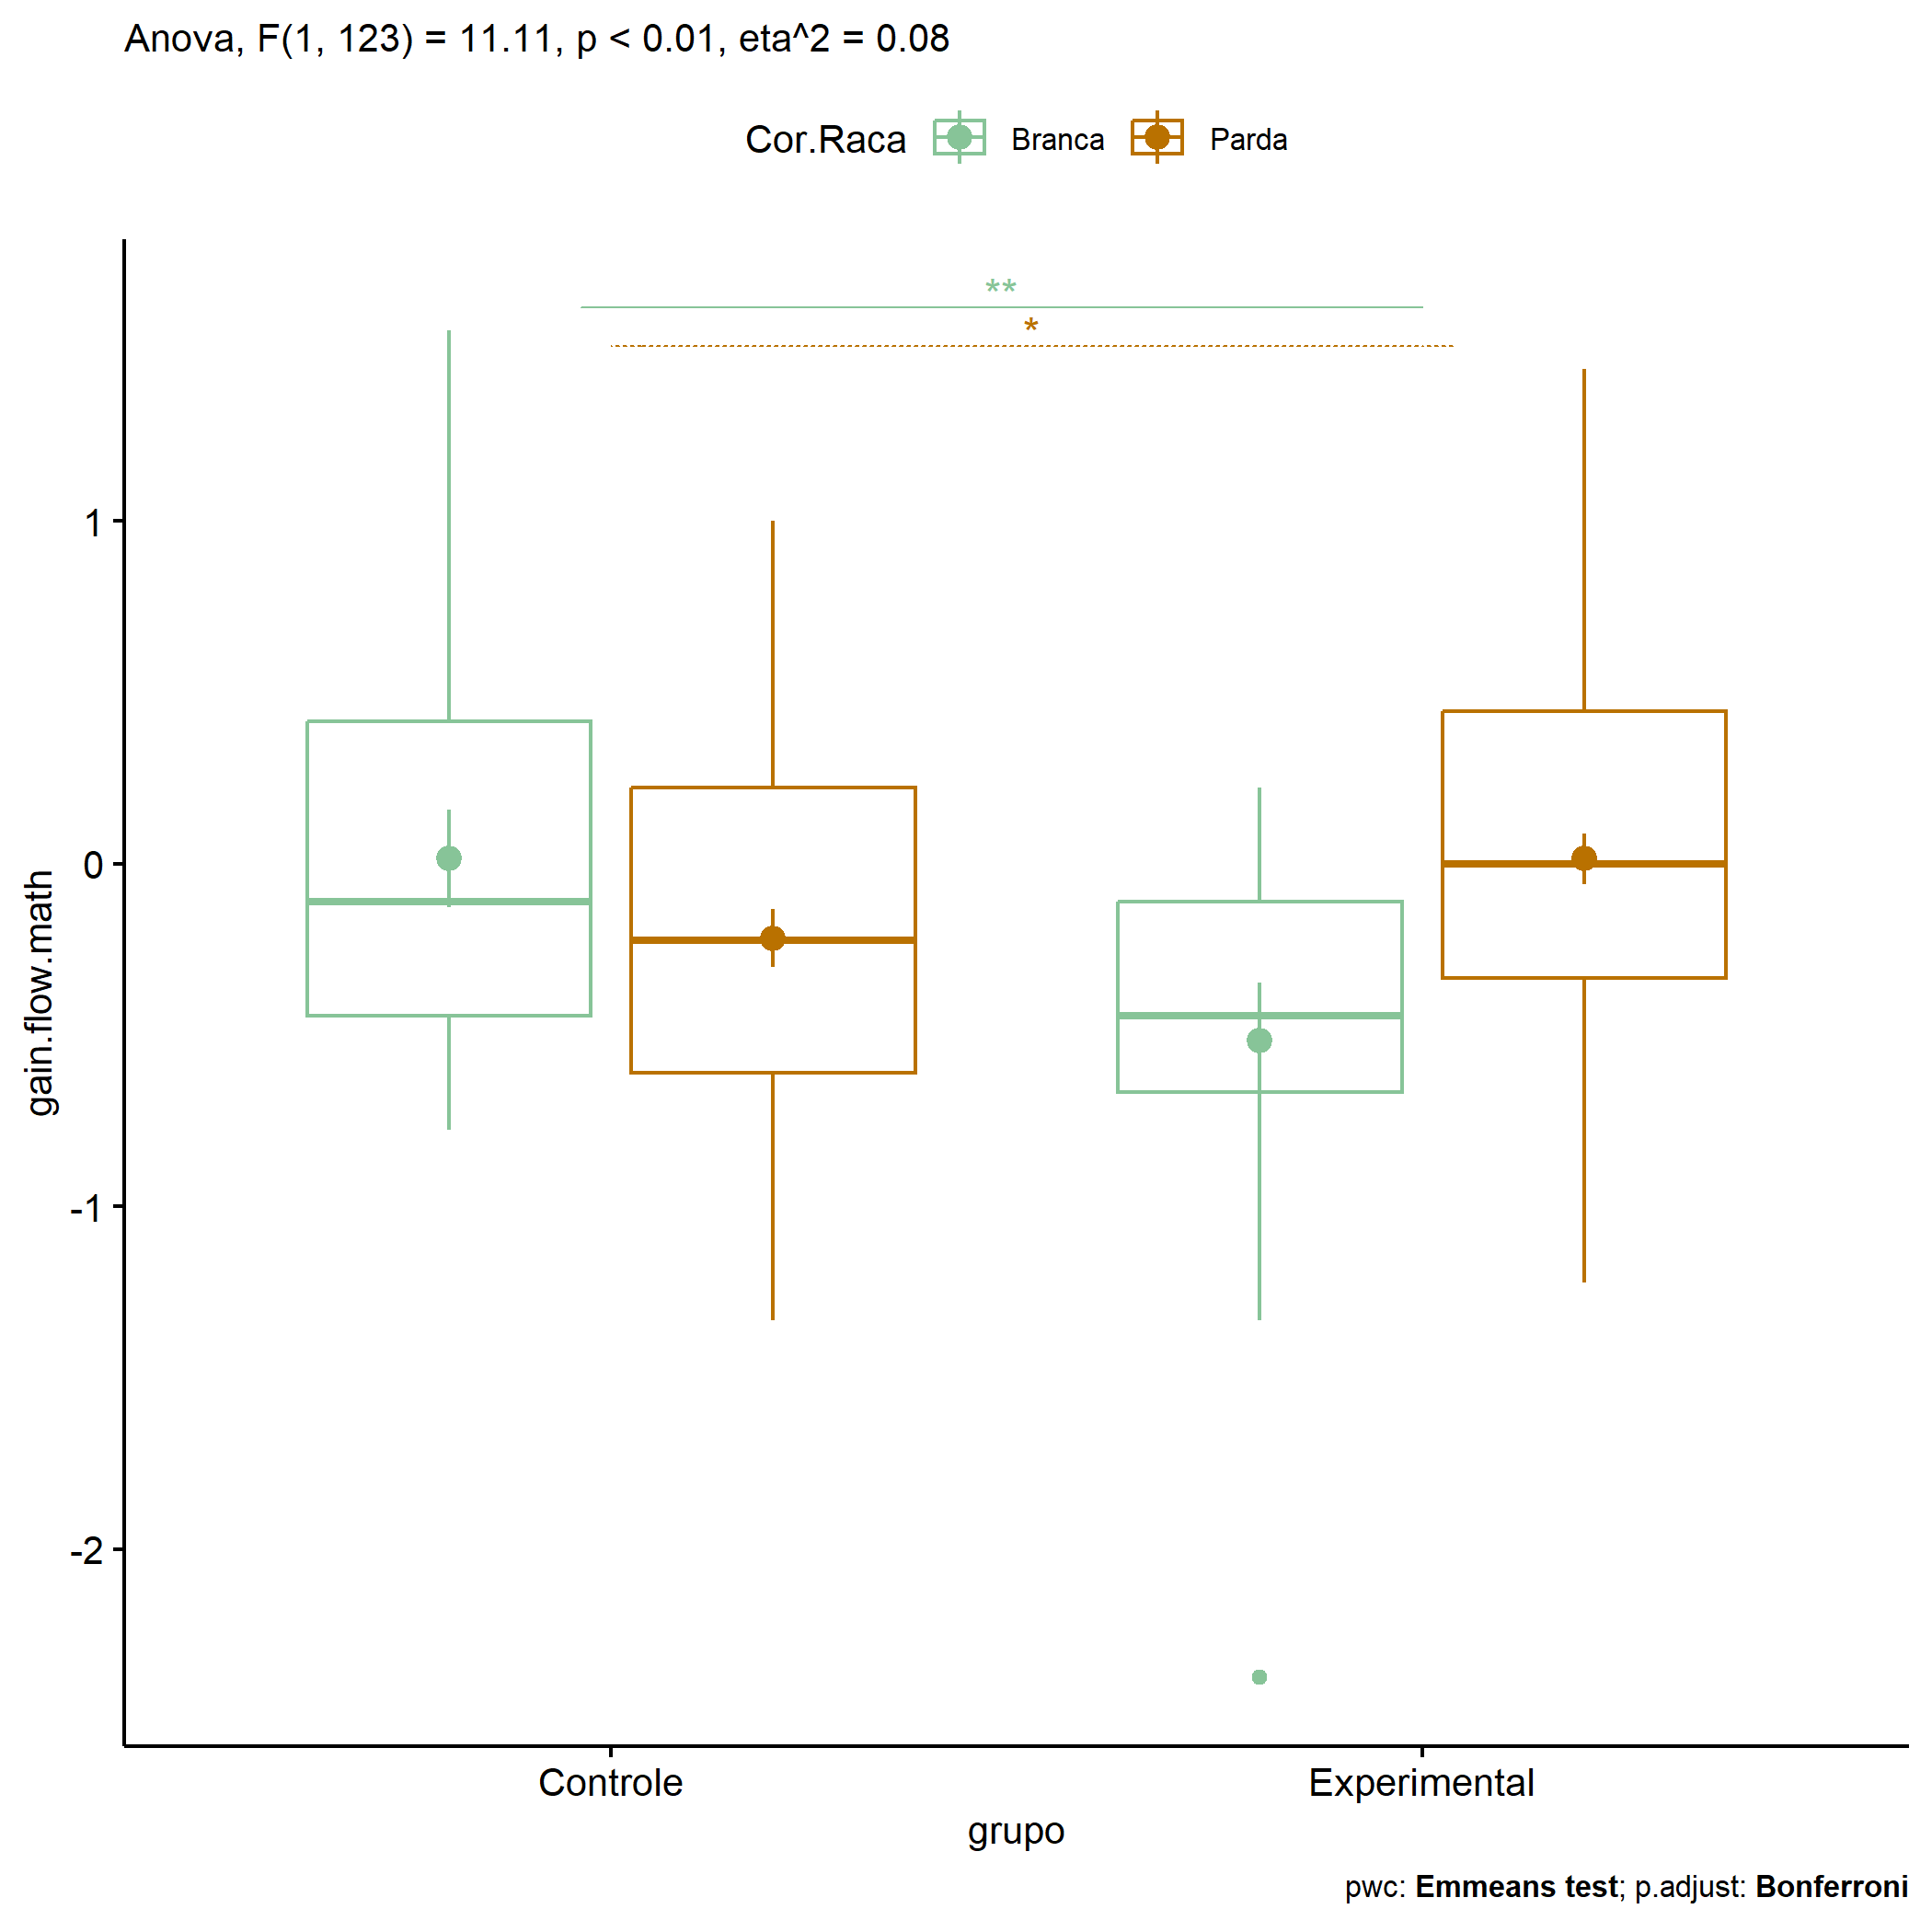 Anova, F(1, 123) = 11.11, p < 0.01, eta^2 = 0.08
Cor.Raca Branca Parda
**
*
1
0
-1
-2
gain.flow.math
Controle Experimental
grupo
pwc: Emmeans test; p.adjust: Bonferroni